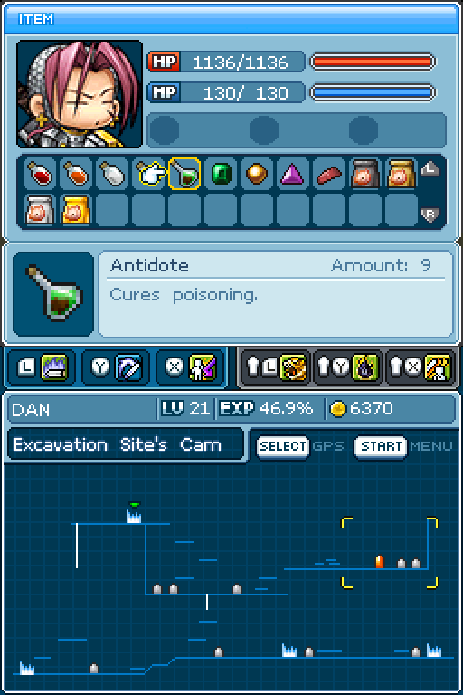 ITEM
HP 1136/1136
HP 130/ 130
L
R
Antidote Amount: 9
Cures poisoning.
L Y X L Y X
DAN LV 21 EXP 46.9% 6370
Excavation Site's Cam SELECT GPS START MENU